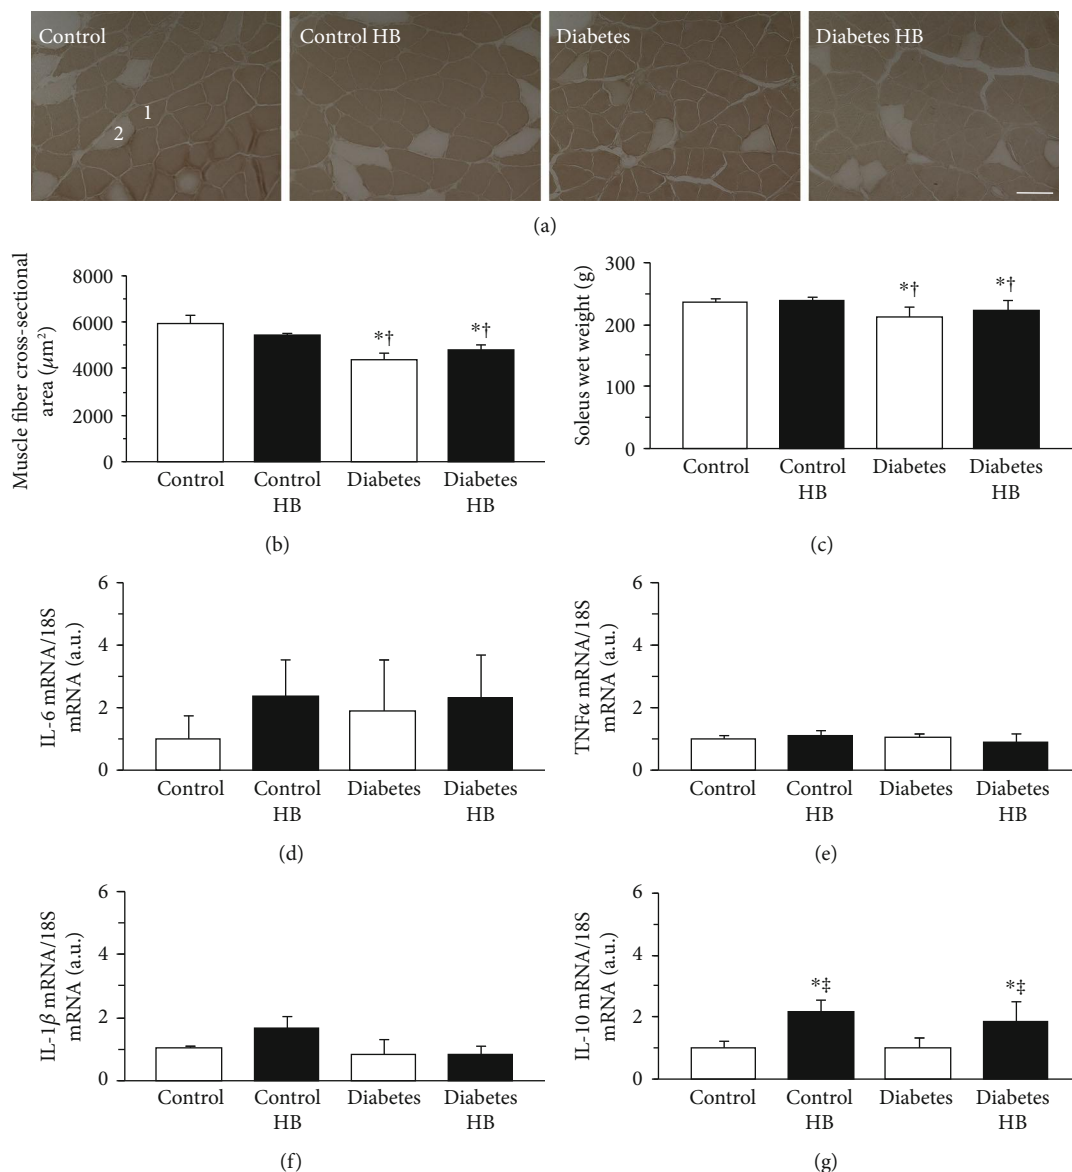 Control
Control HB
Diabetes
Diabetes HB
1
2
(a)
Muscle fiber cross-sectional
area (μm²)
8000
6000
4000
2000
0
*†
*†
Control
Control
HB
Diabetes
Diabetes
HB
(b)
Soleus wet weight (g)
300
200
100
0
*†
*†
Control
Control
HB
Diabetes
Diabetes
HB
(c)
IL-6 mRNA/18S
mRNA (a.u.)
6
4
2
0
Control
Control
HB
Diabetes
Diabetes
HB
(d)
TNFα mRNA/18S
mRNA (a.u.)
6
4
2
0
Control
Control
HB
Diabetes
Diabetes
HB
(e)
IL-1β mRNA/18S
mRNA (a.u.)
6
4
2
0
Control
Control
HB
Diabetes
Diabetes
HB
(f)
IL-10 mRNA/18S
mRNA (a.u.)
6
4
2
0
*‡
*‡
Control
Control
HB
Diabetes
Diabetes
HB
(g)